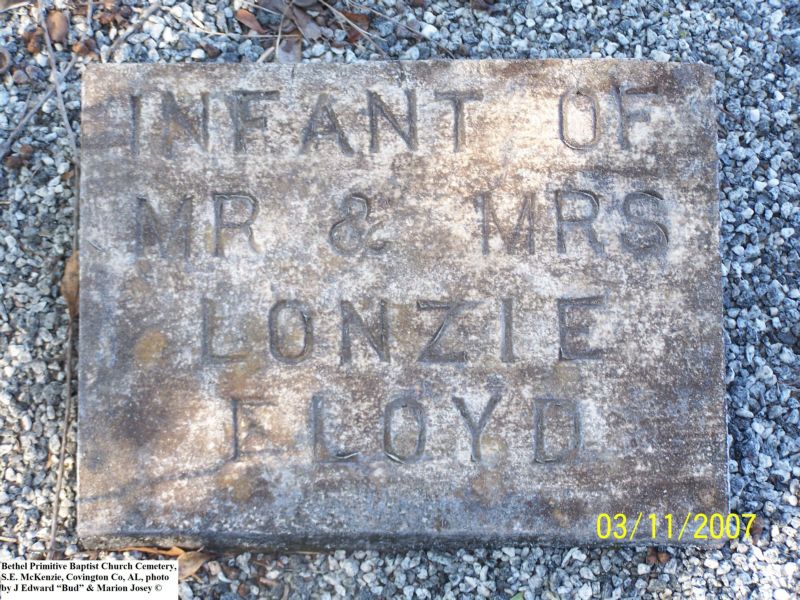 INFANT OF
MR & MRS
LONZIE
FLOYD
03/11/2007
Bethel Primitive Baptist Church Cemetery,
S.E. McKenzie, Covington Co, AL, photo
by J Edward “Bud” & Marion Josey ©